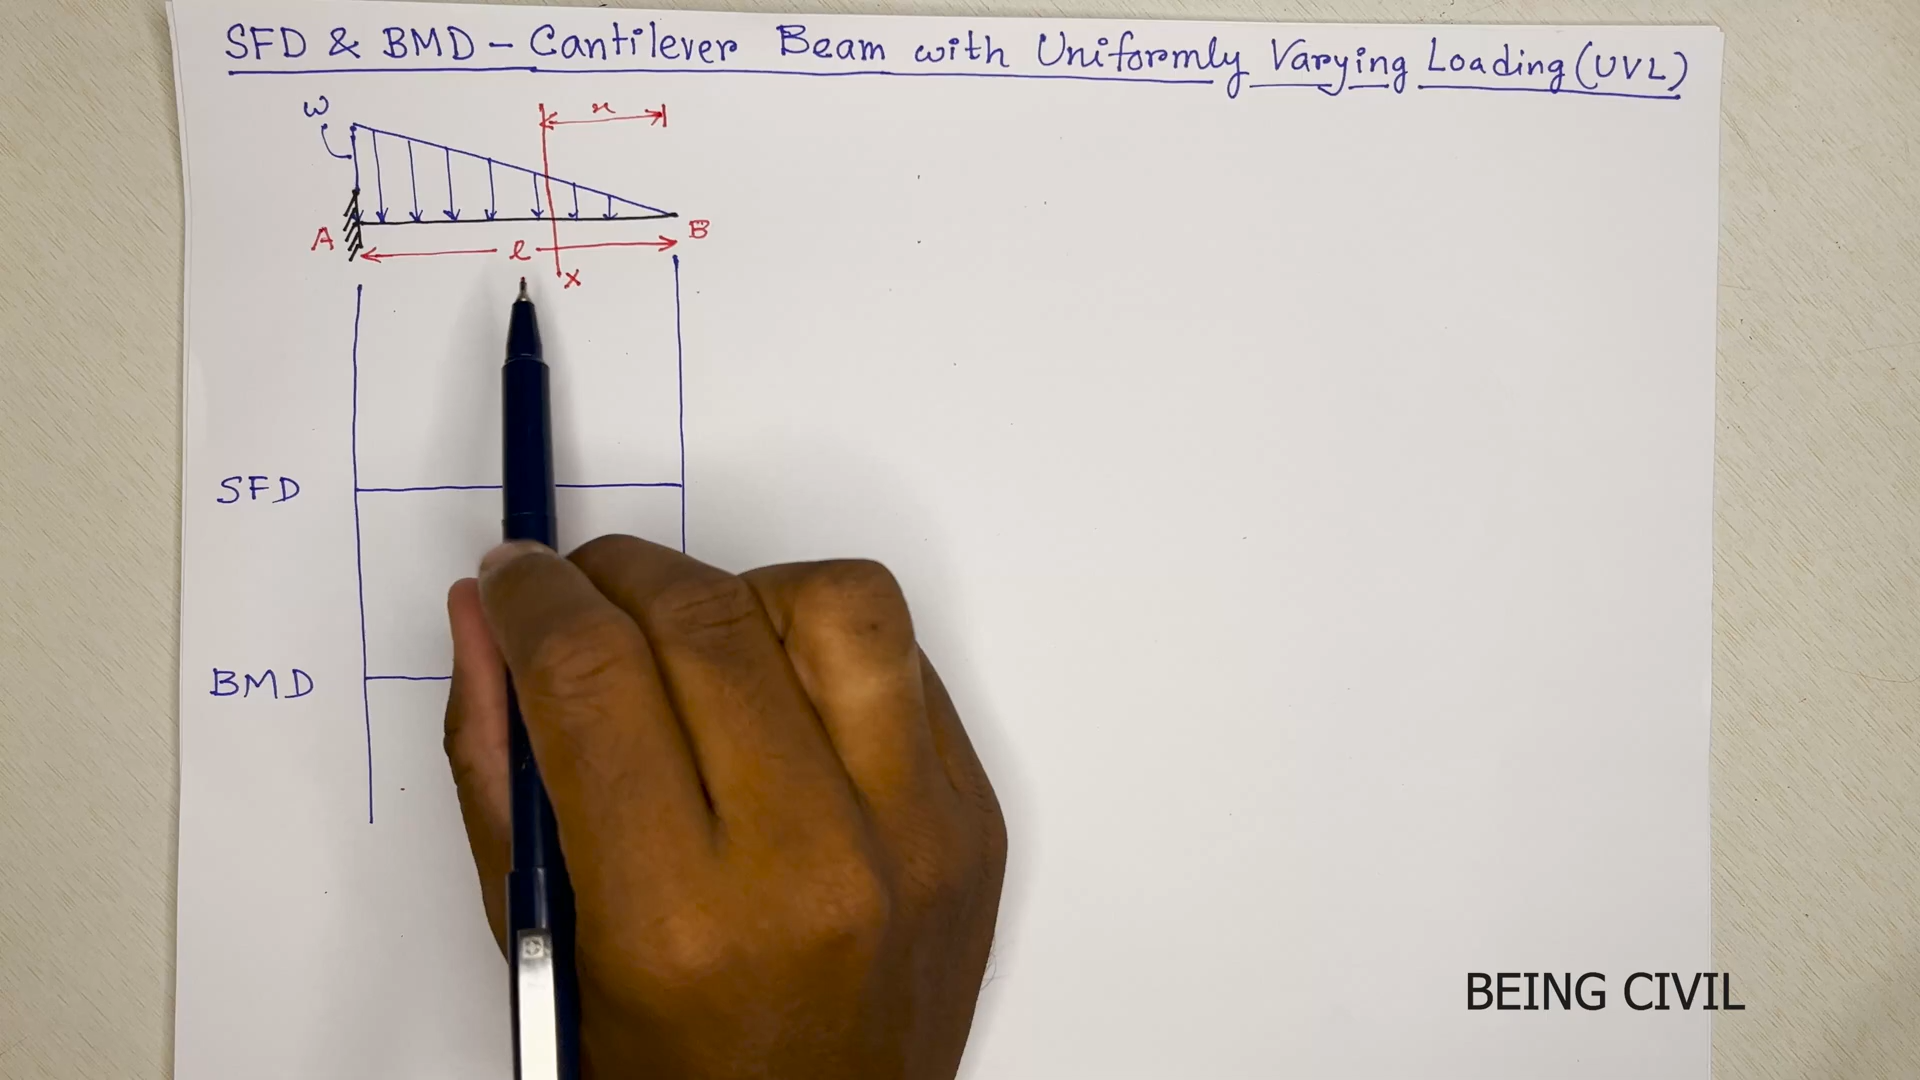 SFD & BMD - Cantilever Beam with Uniformly Varying Loading (UVL)
w
x
A
B
l
x
SFD
BMD
BEING CIVIL